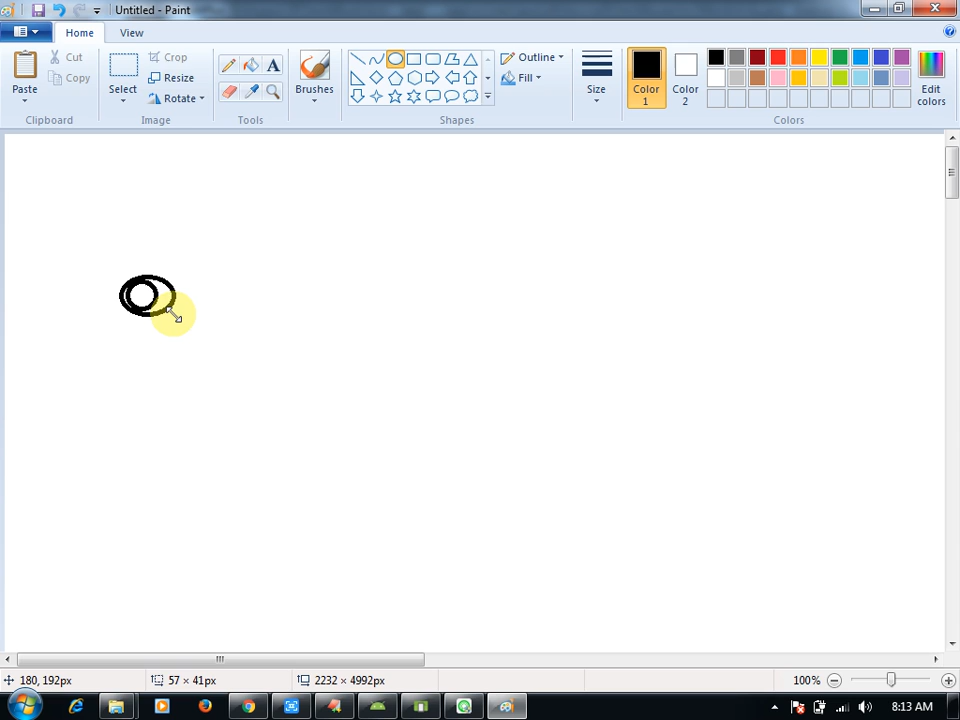 Untitled - Paint
Home View
Paste
Cut
Copy
Clipboard
Select
Crop
Resize
Rotate
Image
A
Tools
Brushes
Shapes
Outline
Fill
Size
Color 1
Color 2
Edit colors
Colors
180, 192px 57 × 41px 2232 × 4992px 100%
8:13 AM